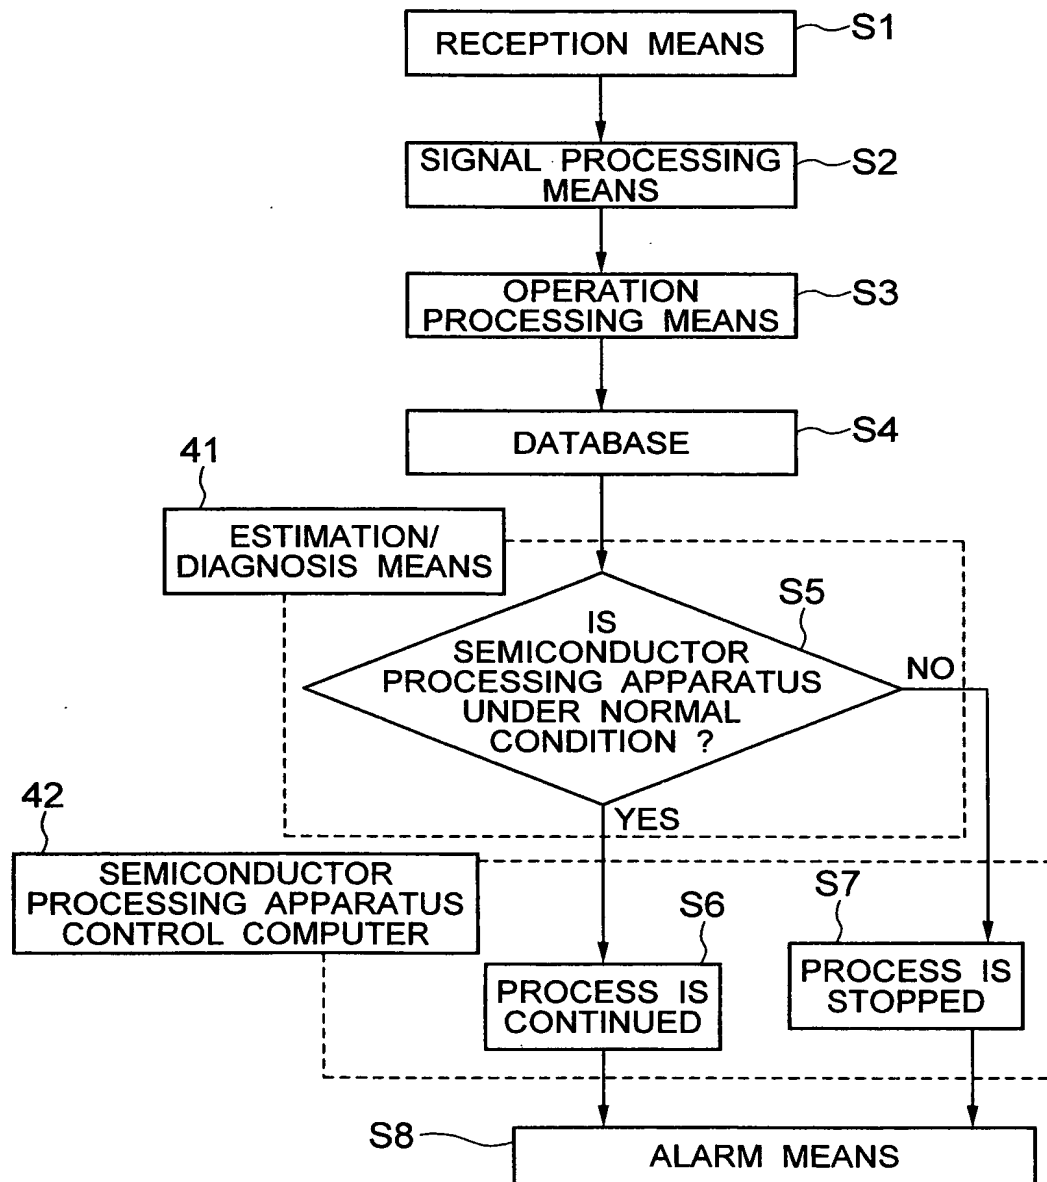 RECEPTION MEANS
S1
SIGNAL PROCESSING
MEANS
S2
OPERATION
PROCESSING MEANS
S3
DATABASE
S4
41
ESTIMATION/
DIAGNOSIS MEANS
S5
IS
SEMICONDUCTOR
PROCESSING APPARATUS
UNDER NORMAL
CONDITION ?
NO
YES
42
SEMICONDUCTOR
PROCESSING APPARATUS
CONTROL COMPUTER
S6
PROCESS IS
CONTINUED
S7
PROCESS IS
STOPPED
S8
ALARM MEANS